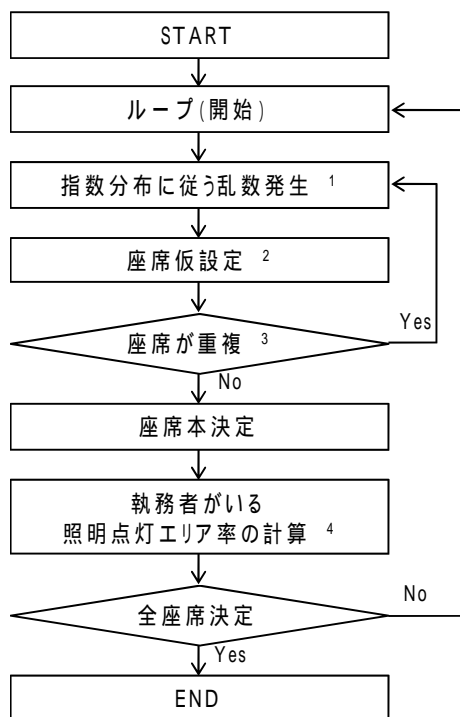 START
ループ(開始)
指数分布に従う乱数発生 1
座席仮設定 2
座席が重複 3
Yes
No
座席本決定
執務者がいる
照明点灯エリア率の計算 4
全座席決定
No
Yes
END